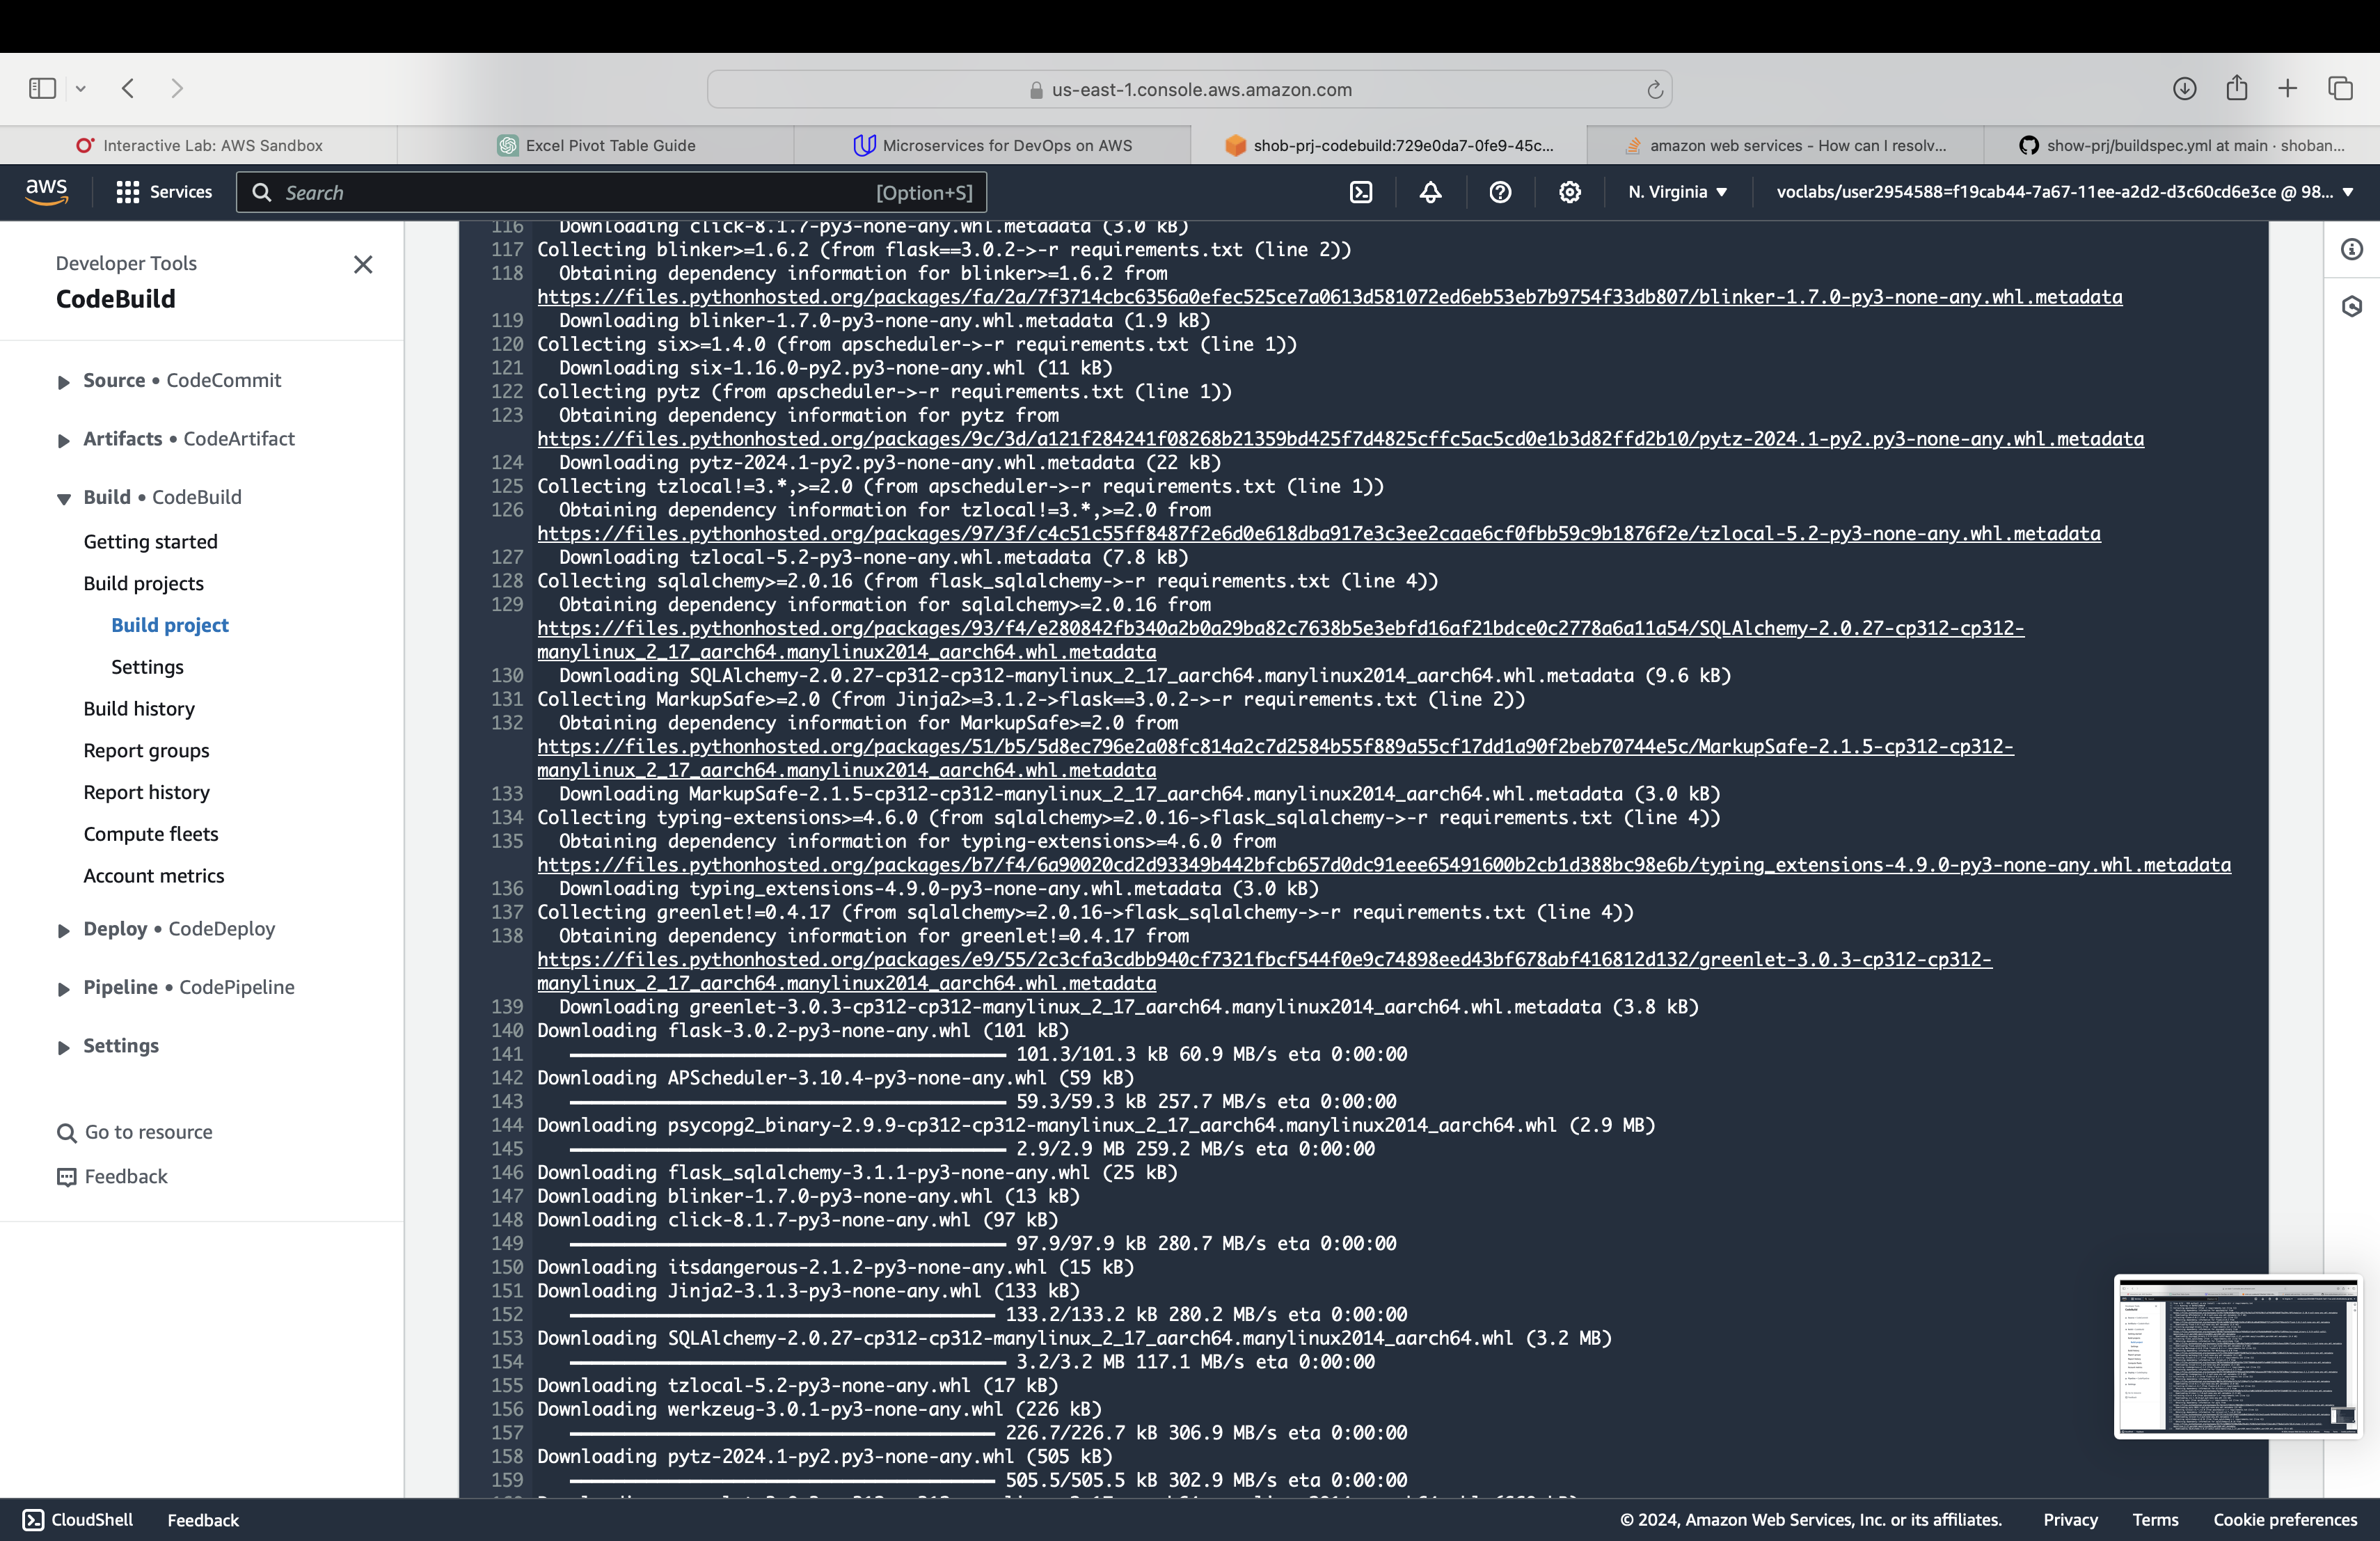 us-east-1.console.aws.amazon.com
Interactive Lab: AWS Sandbox
Excel Pivot Table Guide
Microservices for DevOps on AWS
shob-prj-codebuild:729e0da7-0fe9-45c...
amazon web services - How can I resolv...
show-prj/buildspec.yml at main · shoban...
aws
Services
Search
[Option+S]
N. Virginia
voclabs/user2954588=f19cab44-7a67-11ee-a2d2-d3c60cd6e3ce @ 98...
Developer Tools
CodeBuild
Source • CodeCommit
Artifacts • CodeArtifact
Build • CodeBuild
Getting started
Build projects
Build project
Settings
Build history
Report groups
Report history
Compute fleets
Account metrics
Deploy • CodeDeploy
Pipeline • CodePipeline
Settings
Go to resource
Feedback
116 Downloading click-8.1.7-py3-none-any.whl.metadata (3.0 kB)
117 Collecting blinker>=1.6.2 (from flask==3.0.2->-r requirements.txt (line 2))
118 Obtaining dependency information for blinker>=1.6.2 from
https://files.pythonhosted.org/packages/fa/2a/7f3714cbc6356a0efec525ce7a0613d581072ed6eb53eb7b9754f33db807/blinker-1.7.0-py3-none-any.whl.metadata
119 Downloading blinker-1.7.0-py3-none-any.whl.metadata (1.9 kB)
120 Collecting six>=1.4.0 (from apscheduler->-r requirements.txt (line 1))
121 Downloading six-1.16.0-py2.py3-none-any.whl (11 kB)
122 Collecting pytz (from apscheduler->-r requirements.txt (line 1))
123 Obtaining dependency information for pytz from
https://files.pythonhosted.org/packages/9c/3d/a121f284241f08268b21359bd425f7d4825cffc5ac5cd0e1b3d82ffd2b10/pytz-2024.1-py2.py3-none-any.whl.metadata
124 Downloading pytz-2024.1-py2.py3-none-any.whl.metadata (22 kB)
125 Collecting tzlocal!=3.*,>=2.0 (from apscheduler->-r requirements.txt (line 1))
126 Obtaining dependency information for tzlocal!=3.*,>=2.0 from
https://files.pythonhosted.org/packages/97/3f/c4c51c55ff8487f2e6d0e618dba917e3c3ee2caae6cf0fbb59c9b1876f2e/tzlocal-5.2-py3-none-any.whl.metadata
127 Downloading tzlocal-5.2-py3-none-any.whl.metadata (7.8 kB)
128 Collecting sqlalchemy>=2.0.16 (from flask_sqlalchemy->-r requirements.txt (line 4))
129 Obtaining dependency information for sqlalchemy>=2.0.16 from
https://files.pythonhosted.org/packages/93/f4/e280842fb340a2b0a29ba82c7638b5e3ebfd16af21bdce0c2778a6a11a54/SQLAlchemy-2.0.27-cp312-cp312-
manylinux_2_17_aarch64.manylinux2014_aarch64.whl.metadata
130 Downloading SQLAlchemy-2.0.27-cp312-cp312-manylinux_2_17_aarch64.manylinux2014_aarch64.whl.metadata (9.6 kB)
131 Collecting MarkupSafe>=2.0 (from Jinja2>=3.1.2->flask==3.0.2->-r requirements.txt (line 2))
132 Obtaining dependency information for MarkupSafe>=2.0 from
https://files.pythonhosted.org/packages/51/b5/5d8ec796e2a08fc814a2c7d2584b55f889a55cf17dd1a90f2beb70744e5c/MarkupSafe-2.1.5-cp312-cp312-
manylinux_2_17_aarch64.manylinux2014_aarch64.whl.metadata
133 Downloading MarkupSafe-2.1.5-cp312-cp312-manylinux_2_17_aarch64.manylinux2014_aarch64.whl.metadata (3.0 kB)
134 Collecting typing-extensions>=4.6.0 (from sqlalchemy>=2.0.16->flask_sqlalchemy->-r requirements.txt (line 4))
135 Obtaining dependency information for typing-extensions>=4.6.0 from
https://files.pythonhosted.org/packages/b7/f4/6a90020cd2d93349b442bfcb657d0dc91eee65491600b2cb1d388bc98e6b/typing_extensions-4.9.0-py3-none-any.whl.metadata
136 Downloading typing_extensions-4.9.0-py3-none-any.whl.metadata (3.0 kB)
137 Collecting greenlet!=0.4.17 (from sqlalchemy>=2.0.16->flask_sqlalchemy->-r requirements.txt (line 4))
138 Obtaining dependency information for greenlet!=0.4.17 from
https://files.pythonhosted.org/packages/e9/55/2c3cfa3cdbb940cf7321fbcf544f0e9c74898eed43bf678abf416812d132/greenlet-3.0.3-cp312-cp312-
manylinux_2_17_aarch64.manylinux2014_aarch64.whl.metadata
139 Downloading greenlet-3.0.3-cp312-cp312-manylinux_2_17_aarch64.manylinux2014_aarch64.whl.metadata (3.8 kB)
140 Downloading flask-3.0.2-py3-none-any.whl (101 kB)
141 101.3/101.3 kB 60.9 MB/s eta 0:00:00
142 Downloading APScheduler-3.10.4-py3-none-any.whl (59 kB)
143 59.3/59.3 kB 257.7 MB/s eta 0:00:00
144 Downloading psycopg2_binary-2.9.9-cp312-cp312-manylinux_2_17_aarch64.manylinux2014_aarch64.whl (2.9 MB)
145 2.9/2.9 MB 259.2 MB/s eta 0:00:00
146 Downloading flask_sqlalchemy-3.1.1-py3-none-any.whl (25 kB)
147 Downloading blinker-1.7.0-py3-none-any.whl (13 kB)
148 Downloading click-8.1.7-py3-none-any.whl (97 kB)
149 97.9/97.9 kB 280.7 MB/s eta 0:00:00
150 Downloading itsdangerous-2.1.2-py3-none-any.whl (15 kB)
151 Downloading Jinja2-3.1.3-py3-none-any.whl (133 kB)
152 133.2/133.2 kB 280.2 MB/s eta 0:00:00
153 Downloading SQLAlchemy-2.0.27-cp312-cp312-manylinux_2_17_aarch64.manylinux2014_aarch64.whl (3.2 MB)
154 3.2/3.2 MB 117.1 MB/s eta 0:00:00
155 Downloading tzlocal-5.2-py3-none-any.whl (17 kB)
156 Downloading werkzeug-3.0.1-py3-none-any.whl (226 kB)
157 226.7/226.7 kB 306.9 MB/s eta 0:00:00
158 Downloading pytz-2024.1-py2.py3-none-any.whl (505 kB)
159 505.5/505.5 kB 302.9 MB/s eta 0:00:00
CloudShell
Feedback
© 2024, Amazon Web Services, Inc. or its affiliates.
Privacy
Terms
Cookie preferences